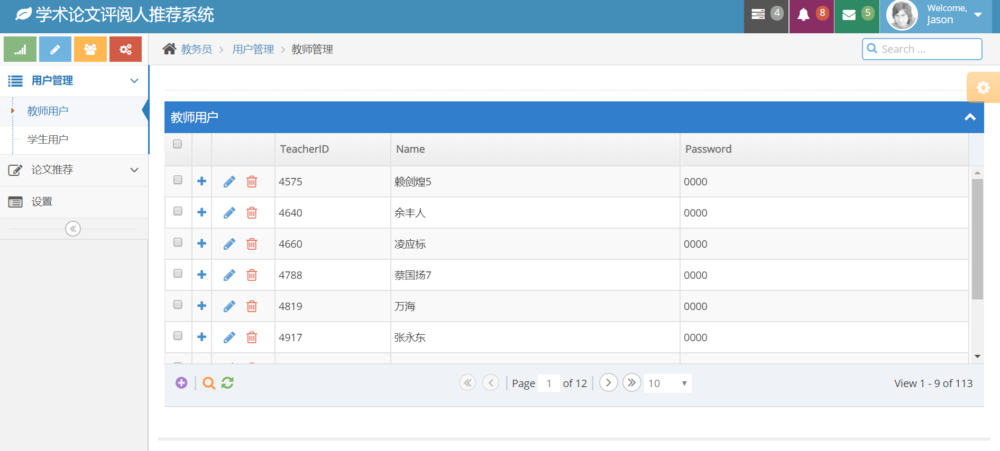 学术论文评阅人推荐系统
4
8
5
Welcome,
Jason
教务员 > 用户管理 > 教师管理
Search ...
用户管理
教师用户
学生用户
论文推荐
设置
教师用户
TeacherID Name Password
4575 赖剑煌5 0000
4640 余丰人 0000
4660 凌应标 0000
4788 蔡国扬7 0000
4819 万海 0000
4917 张永东 0000
Page 1 of 12 10 View 1 - 9 of 113